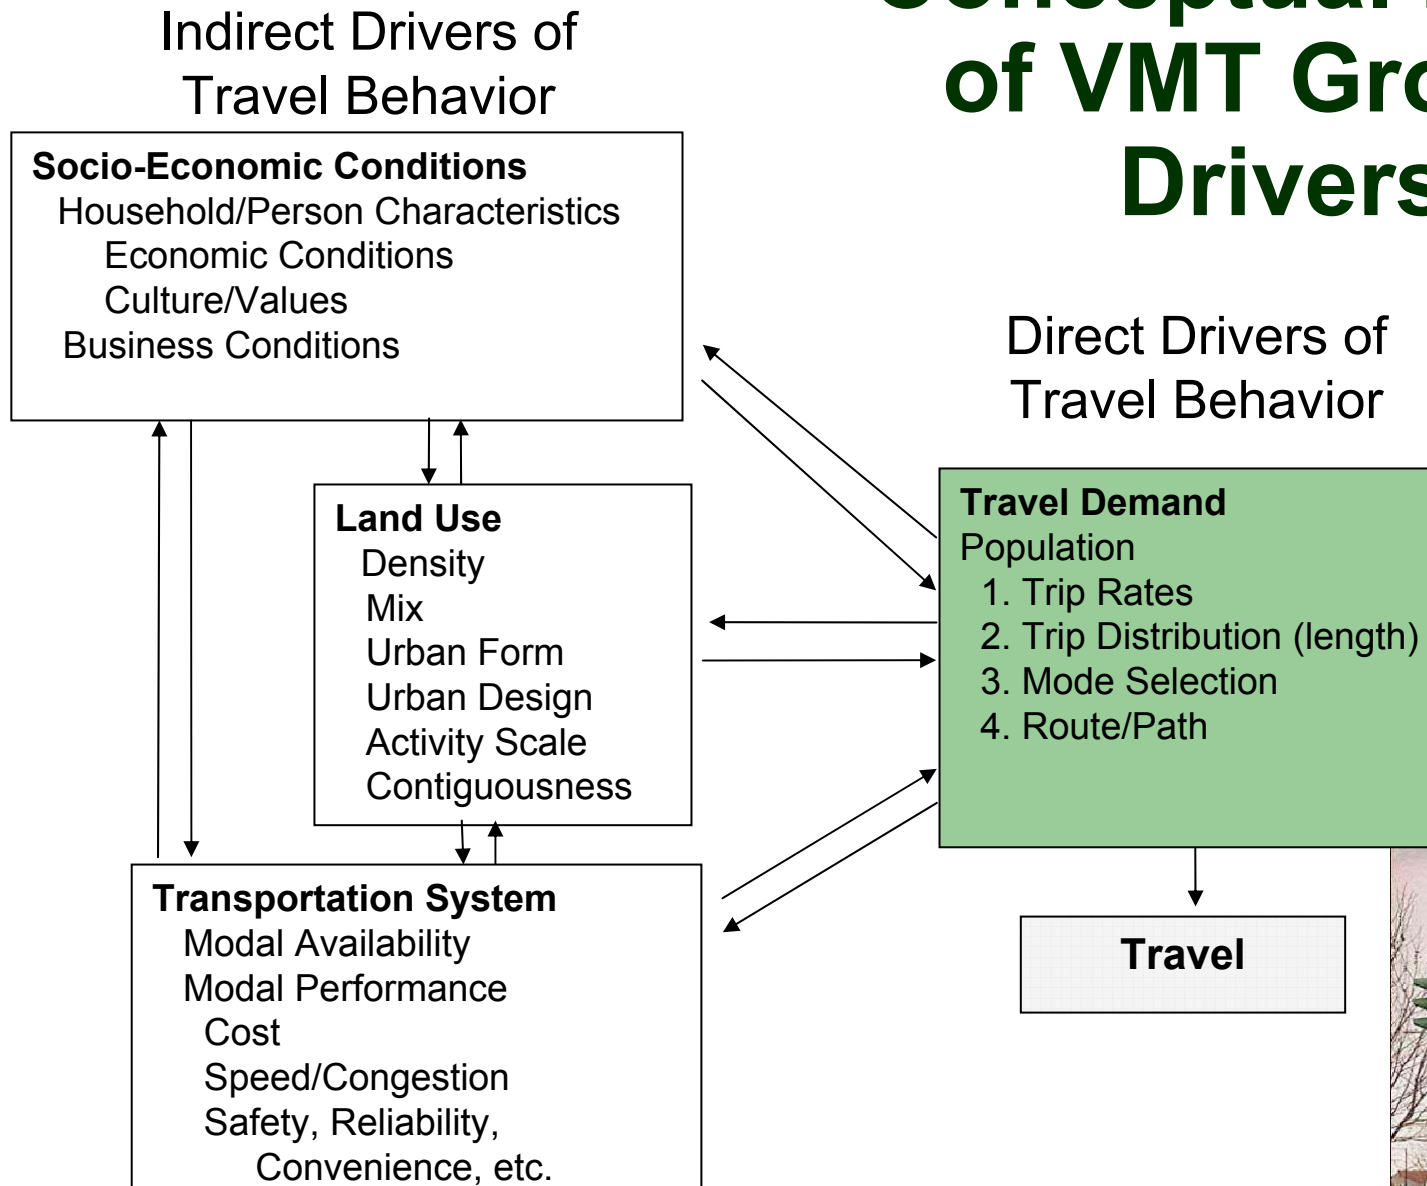 Indirect Drivers of
Travel Behavior
of VMT
Drivers
Socio-Economic Conditions
Household/Person Characteristics
Economic Conditions
Culture/Values
Business Conditions
Direct Drivers of
Travel Behavior
Land Use
Density
Mix
Urban Form
Urban Design
Activity Scale
Contiguousness
Travel Demand
Population
1. Trip Rates
2. Trip Distribution (length)
3. Mode Selection
4. Route/Path
Transportation System
Modal Availability
Modal Performance
Cost
Speed/Congestion
Safety, Reliability,
Convenience, etc.
Travel